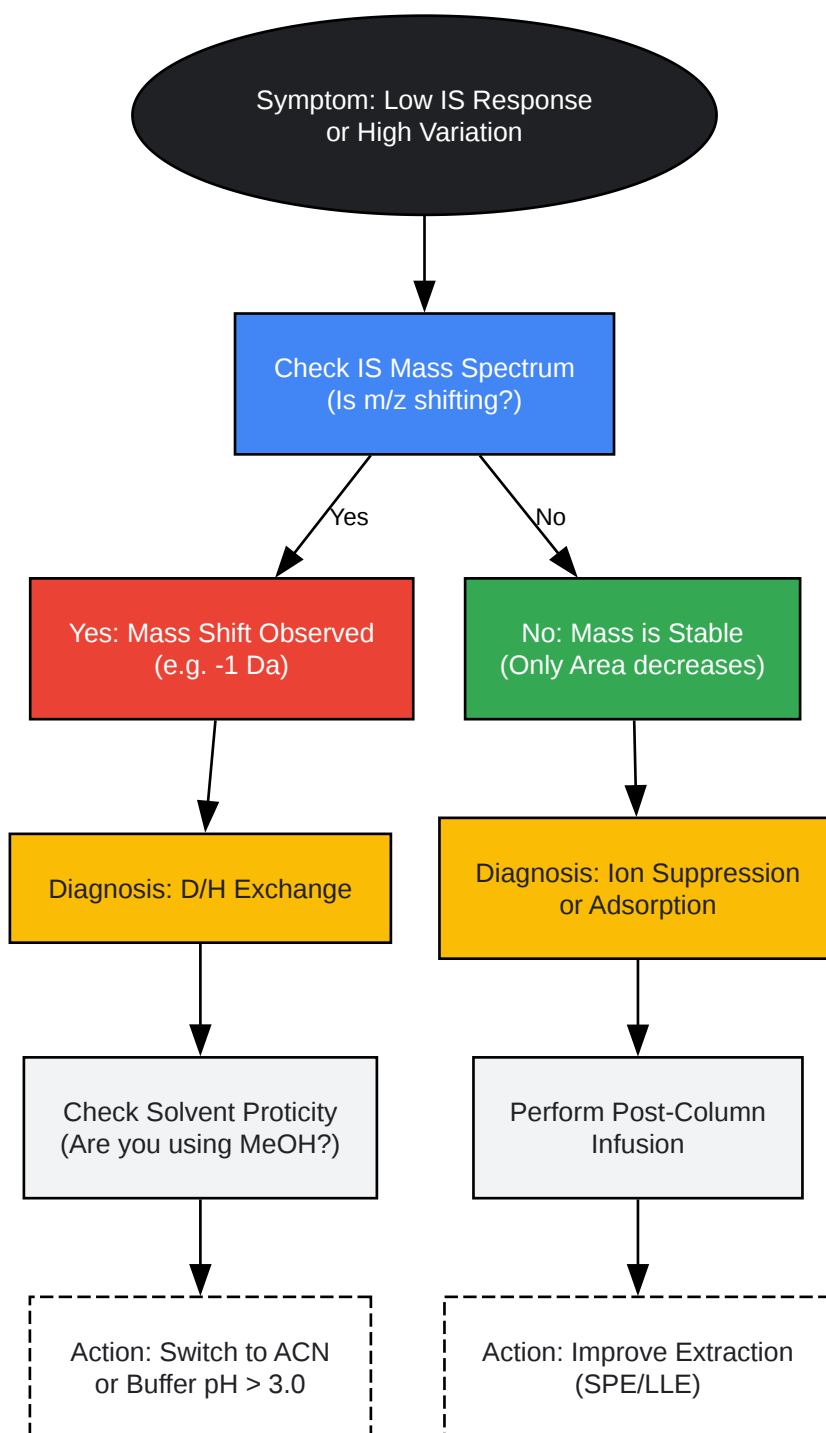 Symptom: Low IS Response
or High Variation
Check IS Mass Spectrum
(Is m/z shifting?)
Yes
No
Yes: Mass Shift Observed
(e.g. -1 Da)
No: Mass is Stable
(Only Area decreases)
Diagnosis: D/H Exchange
Diagnosis: Ion Suppression
or Adsorption
Check Solvent Proticity
(Are you using MeOH?)
Perform Post-Column
Infusion
Action: Switch to ACN
or Buffer pH > 3.0
Action: Improve Extraction
(SPE/LLE)